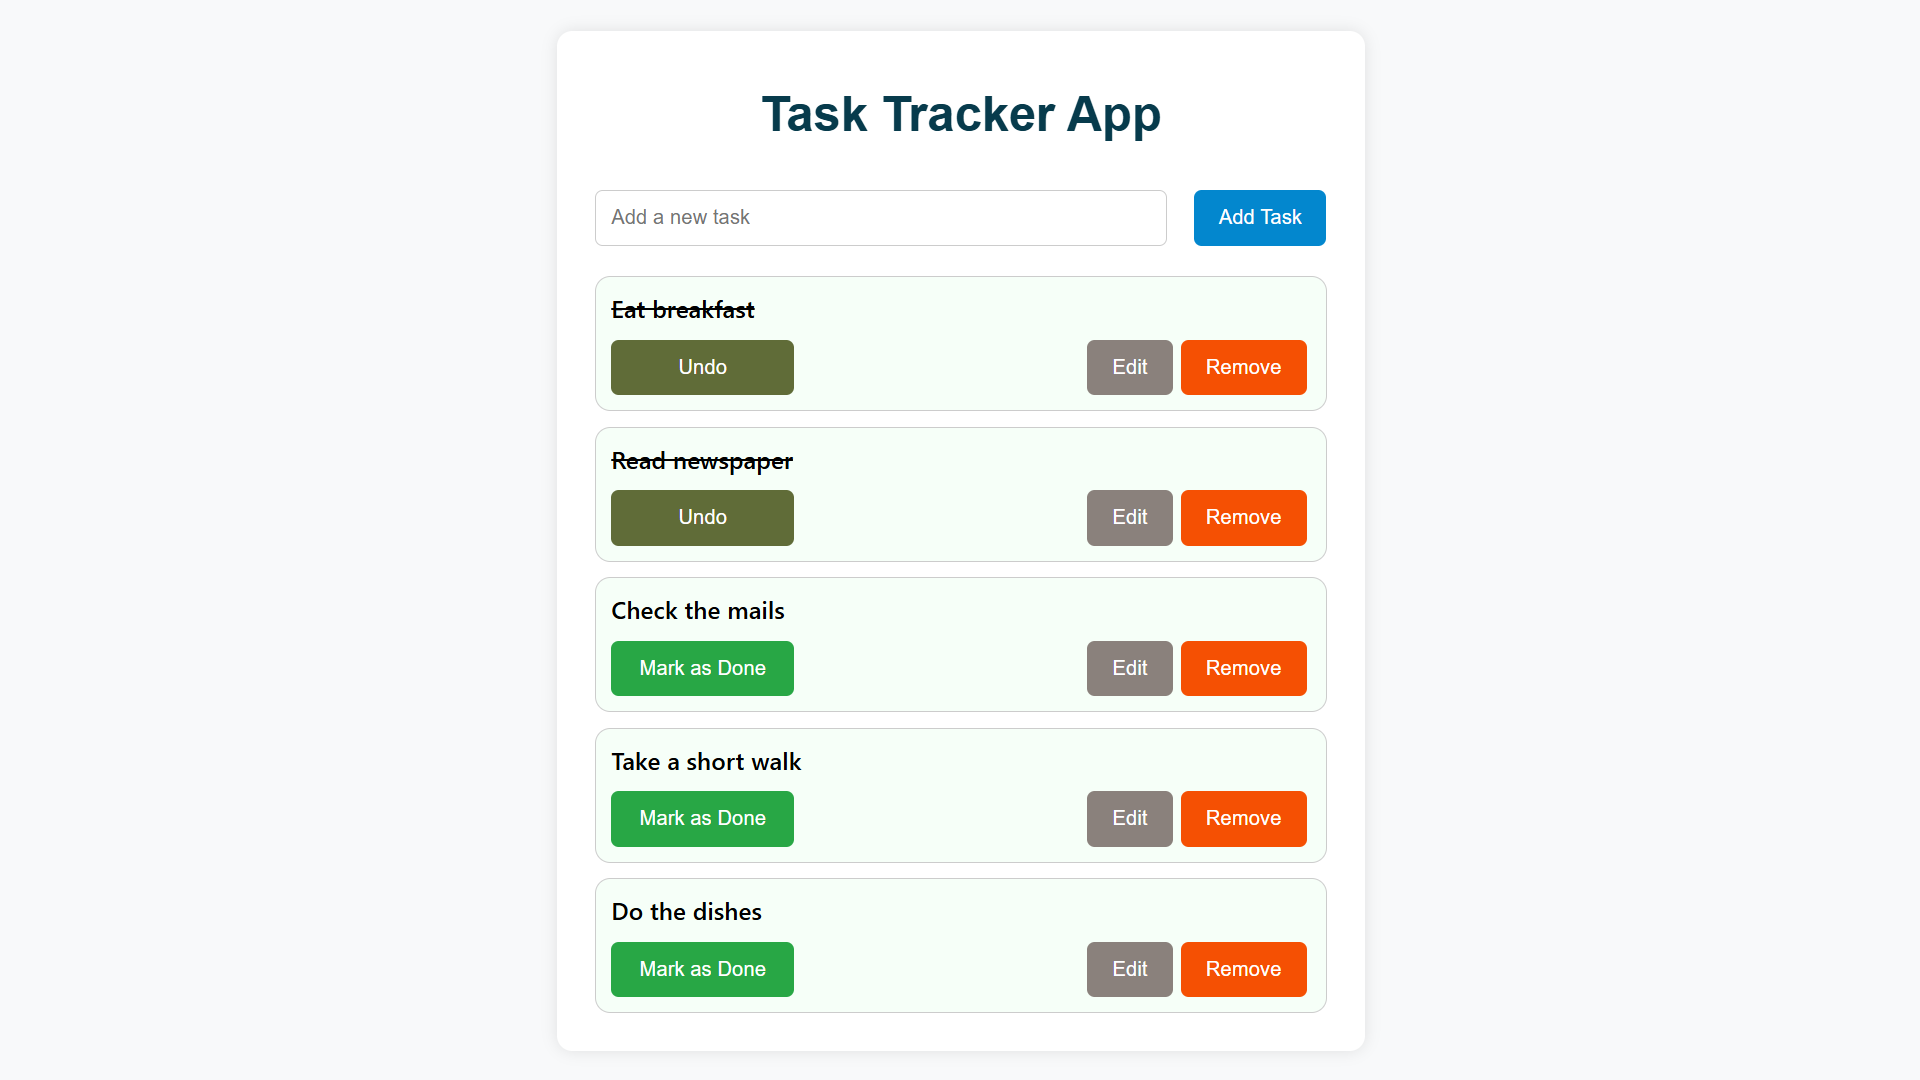 Task Tracker App
Add a new task
Add Task
Eat breakfast
Undo
Edit
Remove
Read newspaper
Undo
Edit
Remove
Check the mails
Mark as Done
Edit
Remove
Take a short walk
Mark as Done
Edit
Remove
Do the dishes
Mark as Done
Edit
Remove